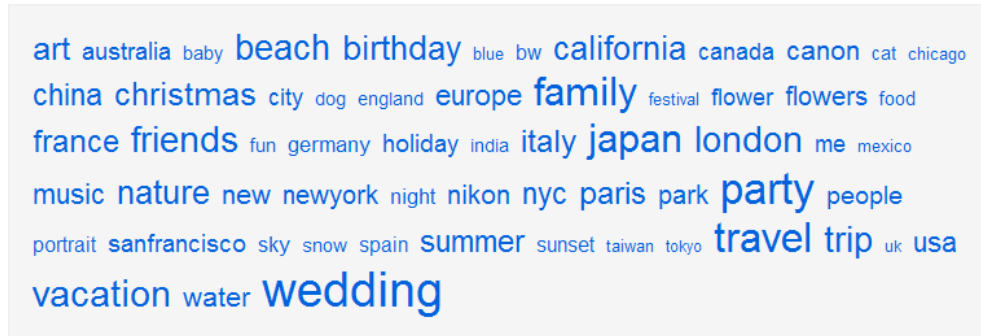 art australia baby beach birthday blue bw california canada canon cat chicago
china christmas city dog england europe family festival flower flowers food
france friends fun germany holiday india italy japan london me mexico
music nature new newyork night nikon nyc paris park party people
portrait sanfrancisco sky snow spain summer sunset taiwan tokyo travel trip uk usa
vacation water wedding